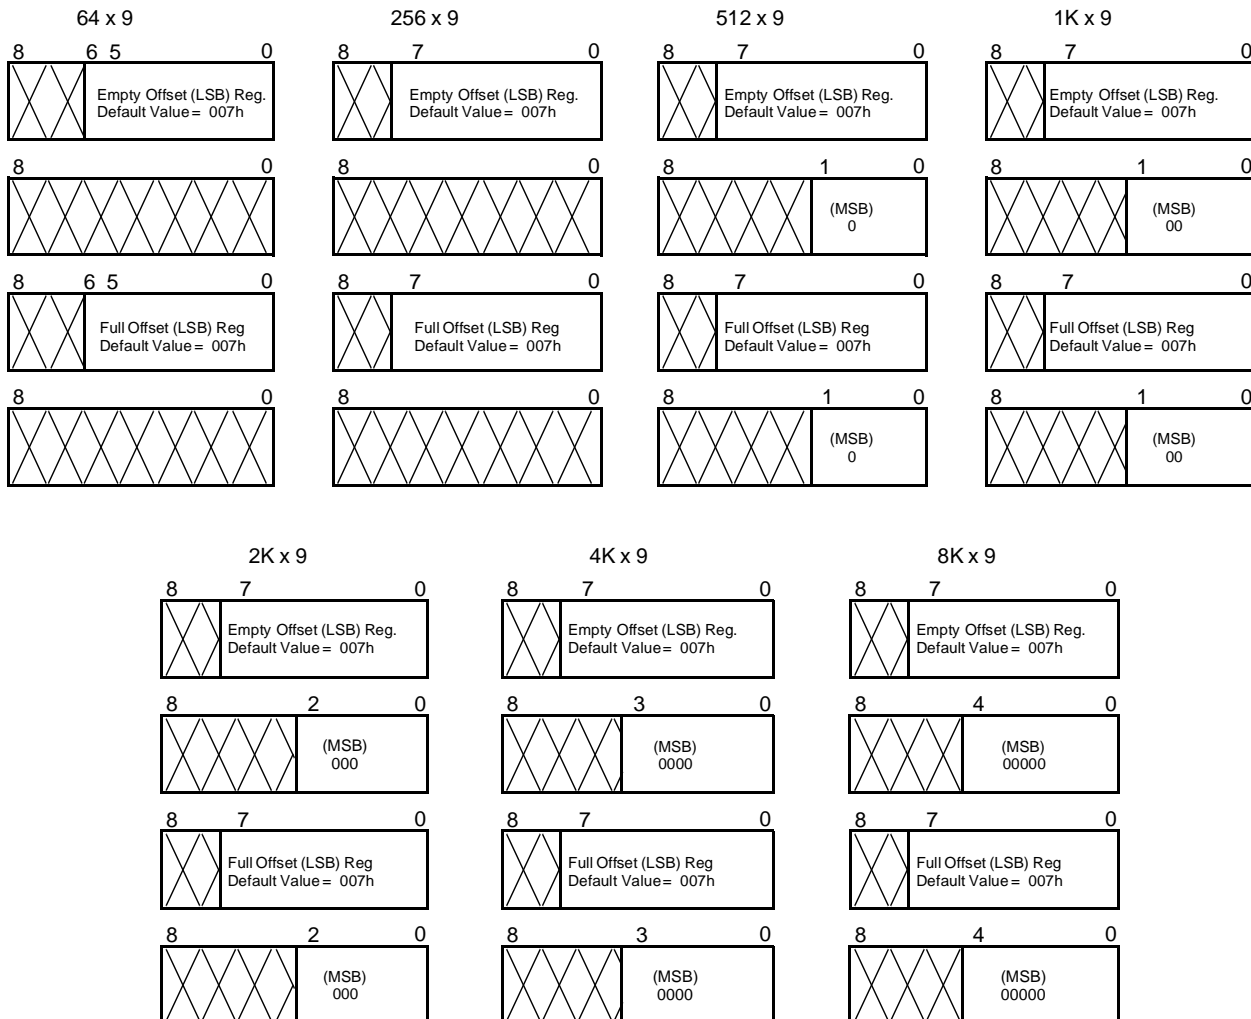 64 x 9 256 x 9 512 x 9 1K x 9
8 6 5 0 8 7 0 8 7 0 8 7 0
Empty Offset (LSB) Reg. Empty Offset (LSB) Reg. Empty Offset (LSB) Reg. Empty Offset (LSB) Reg.
Default Value = 007h Default Value = 007h Default Value = 007h Default Value = 007h
8 0 8 0 8 1 0 8 1 0
(MSB) (MSB)
0 00
8 6 5 0 8 7 0 8 7 0 8 7 0
Full Offset (LSB) Reg Full Offset (LSB) Reg Full Offset (LSB) Reg Full Offset (LSB) Reg
Default Value = 007h Default Value = 007h Default Value = 007h Default Value = 007h
8 0 8 0 8 1 0 8 1 0
(MSB) (MSB)
0 00
2K x 9 4K x 9 8K x 9
8 7 0 8 7 0 8 7 0
Empty Offset (LSB) Reg. Empty Offset (LSB) Reg. Empty Offset (LSB) Reg.
Default Value = 007h Default Value = 007h Default Value = 007h
8 2 0 8 3 0 8 4 0
(MSB) (MSB) (MSB)
000 0000 00000
8 7 0 8 7 0 8 7 0
Full Offset (LSB) Reg Full Offset (LSB) Reg Full Offset (LSB) Reg
Default Value = 007h Default Value = 007h Default Value = 007h
8 2 0 8 3 0 8 4 0
(MSB) (MSB) (MSB)
000 0000 00000